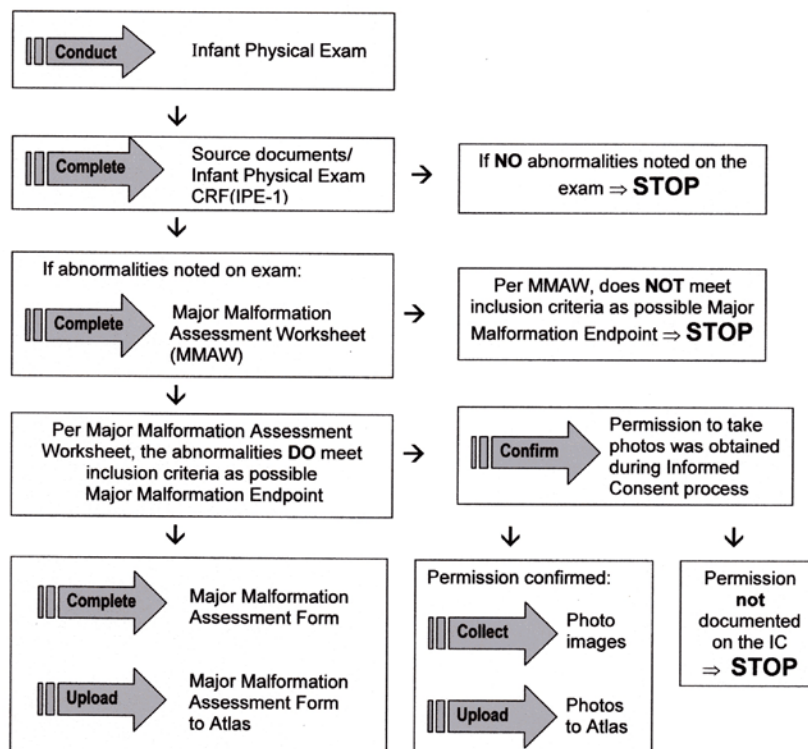 Conduct
Infant Physical Exam
Complete
Source documents/
Infant Physical Exam
CRF(IPE-1)
If NO abnormalities noted on the
exam ⇒ STOP
If abnormalities noted on exam:
Complete
Major Malformation
Assessment Worksheet
(MMAW)
Per MMAW, does NOT meet
inclusion criteria as possible Major
Malformation Endpoint ⇒ STOP
Per Major Malformation Assessment
Worksheet, the abnormalities DO meet
inclusion criteria as possible
Major Malformation Endpoint
Confirm
Permission to take
photos was obtained
during Informed
Consent process
Complete
Major Malformation
Assessment Form
Upload
Major Malformation
Assessment Form
to Atlas
Permission confirmed:
Collect
Photo
images
Upload
Photos
to Atlas
Permission
not
documented
on the IC
⇒ STOP